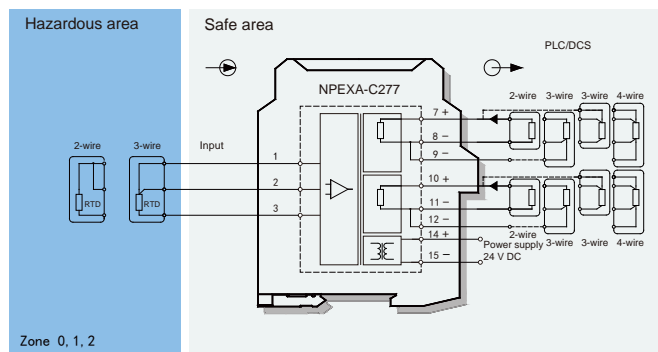 Hazardous area
Safe area
PLC/DCS
NPEXA-C277
2-wire 3-wire 3-wire 4-wire
7 +
8 −
9 −
2-wire 3-wire Input
1
2
3
RTD RTD
10 +
11 −
12 −
14 +
15 −
2-wire 3-wire 3-wire 4-wire
Power supply
24 V DC
Zone 0, 1, 2